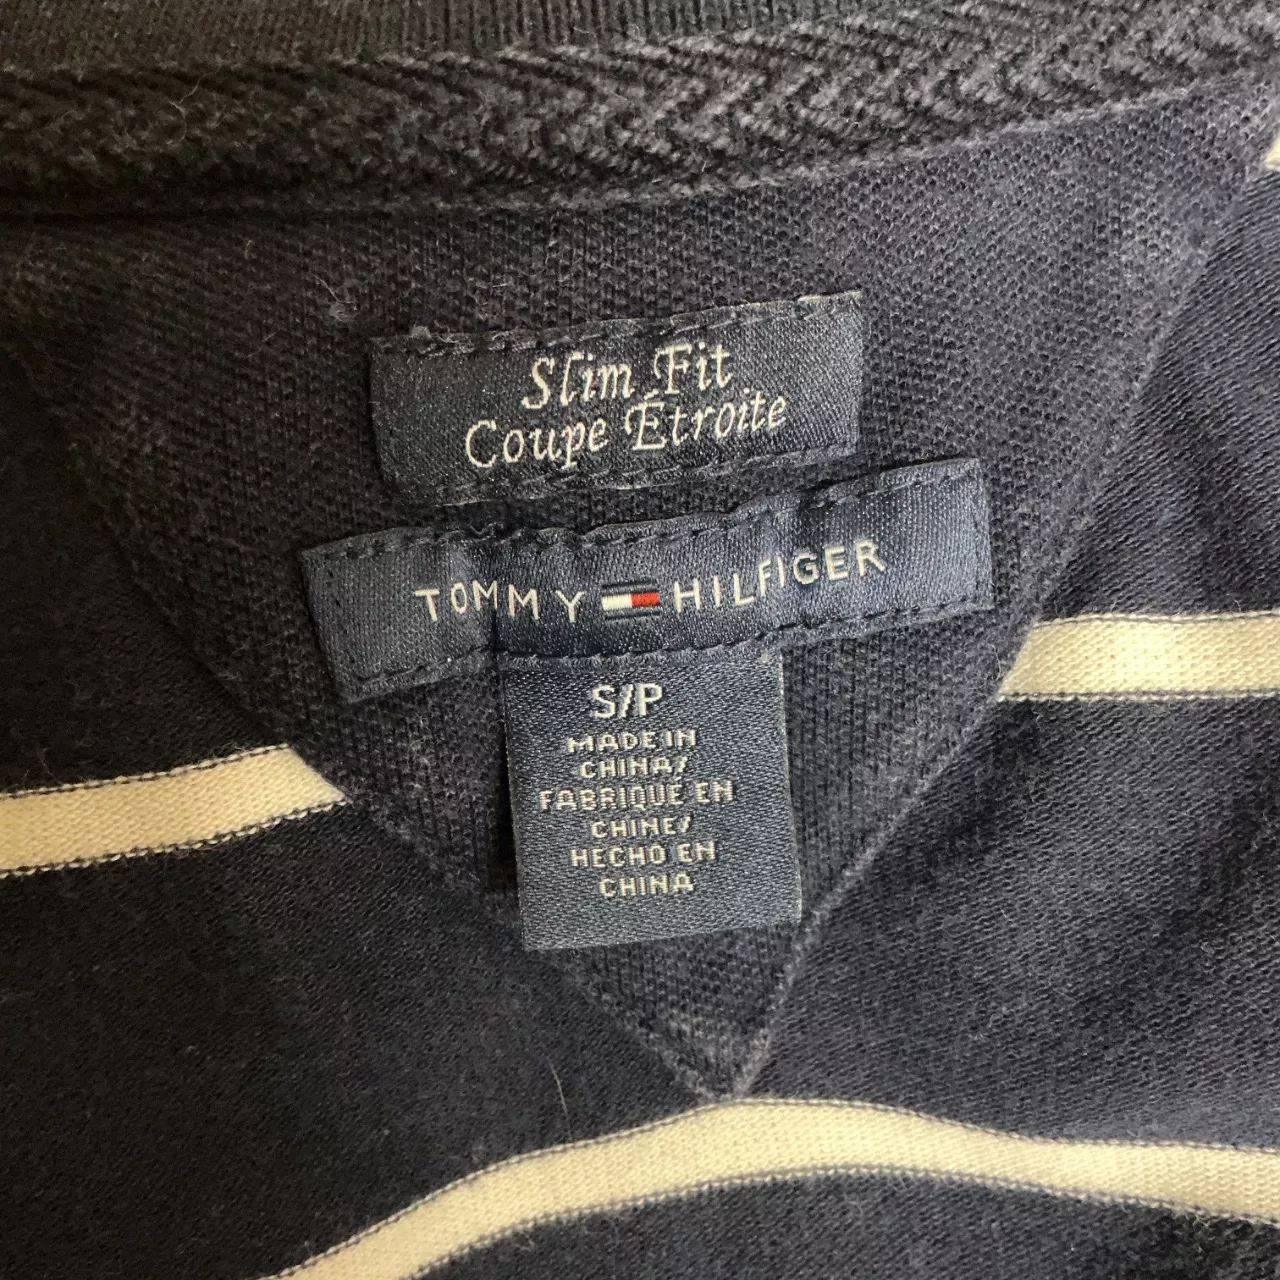 Slim Fit
Coupe Étroite
TOMMY HILFIGER
S/P
MADE IN
CHINA/
FABRIQUÉ EN
CHINE/
HECHO EN
CHINA